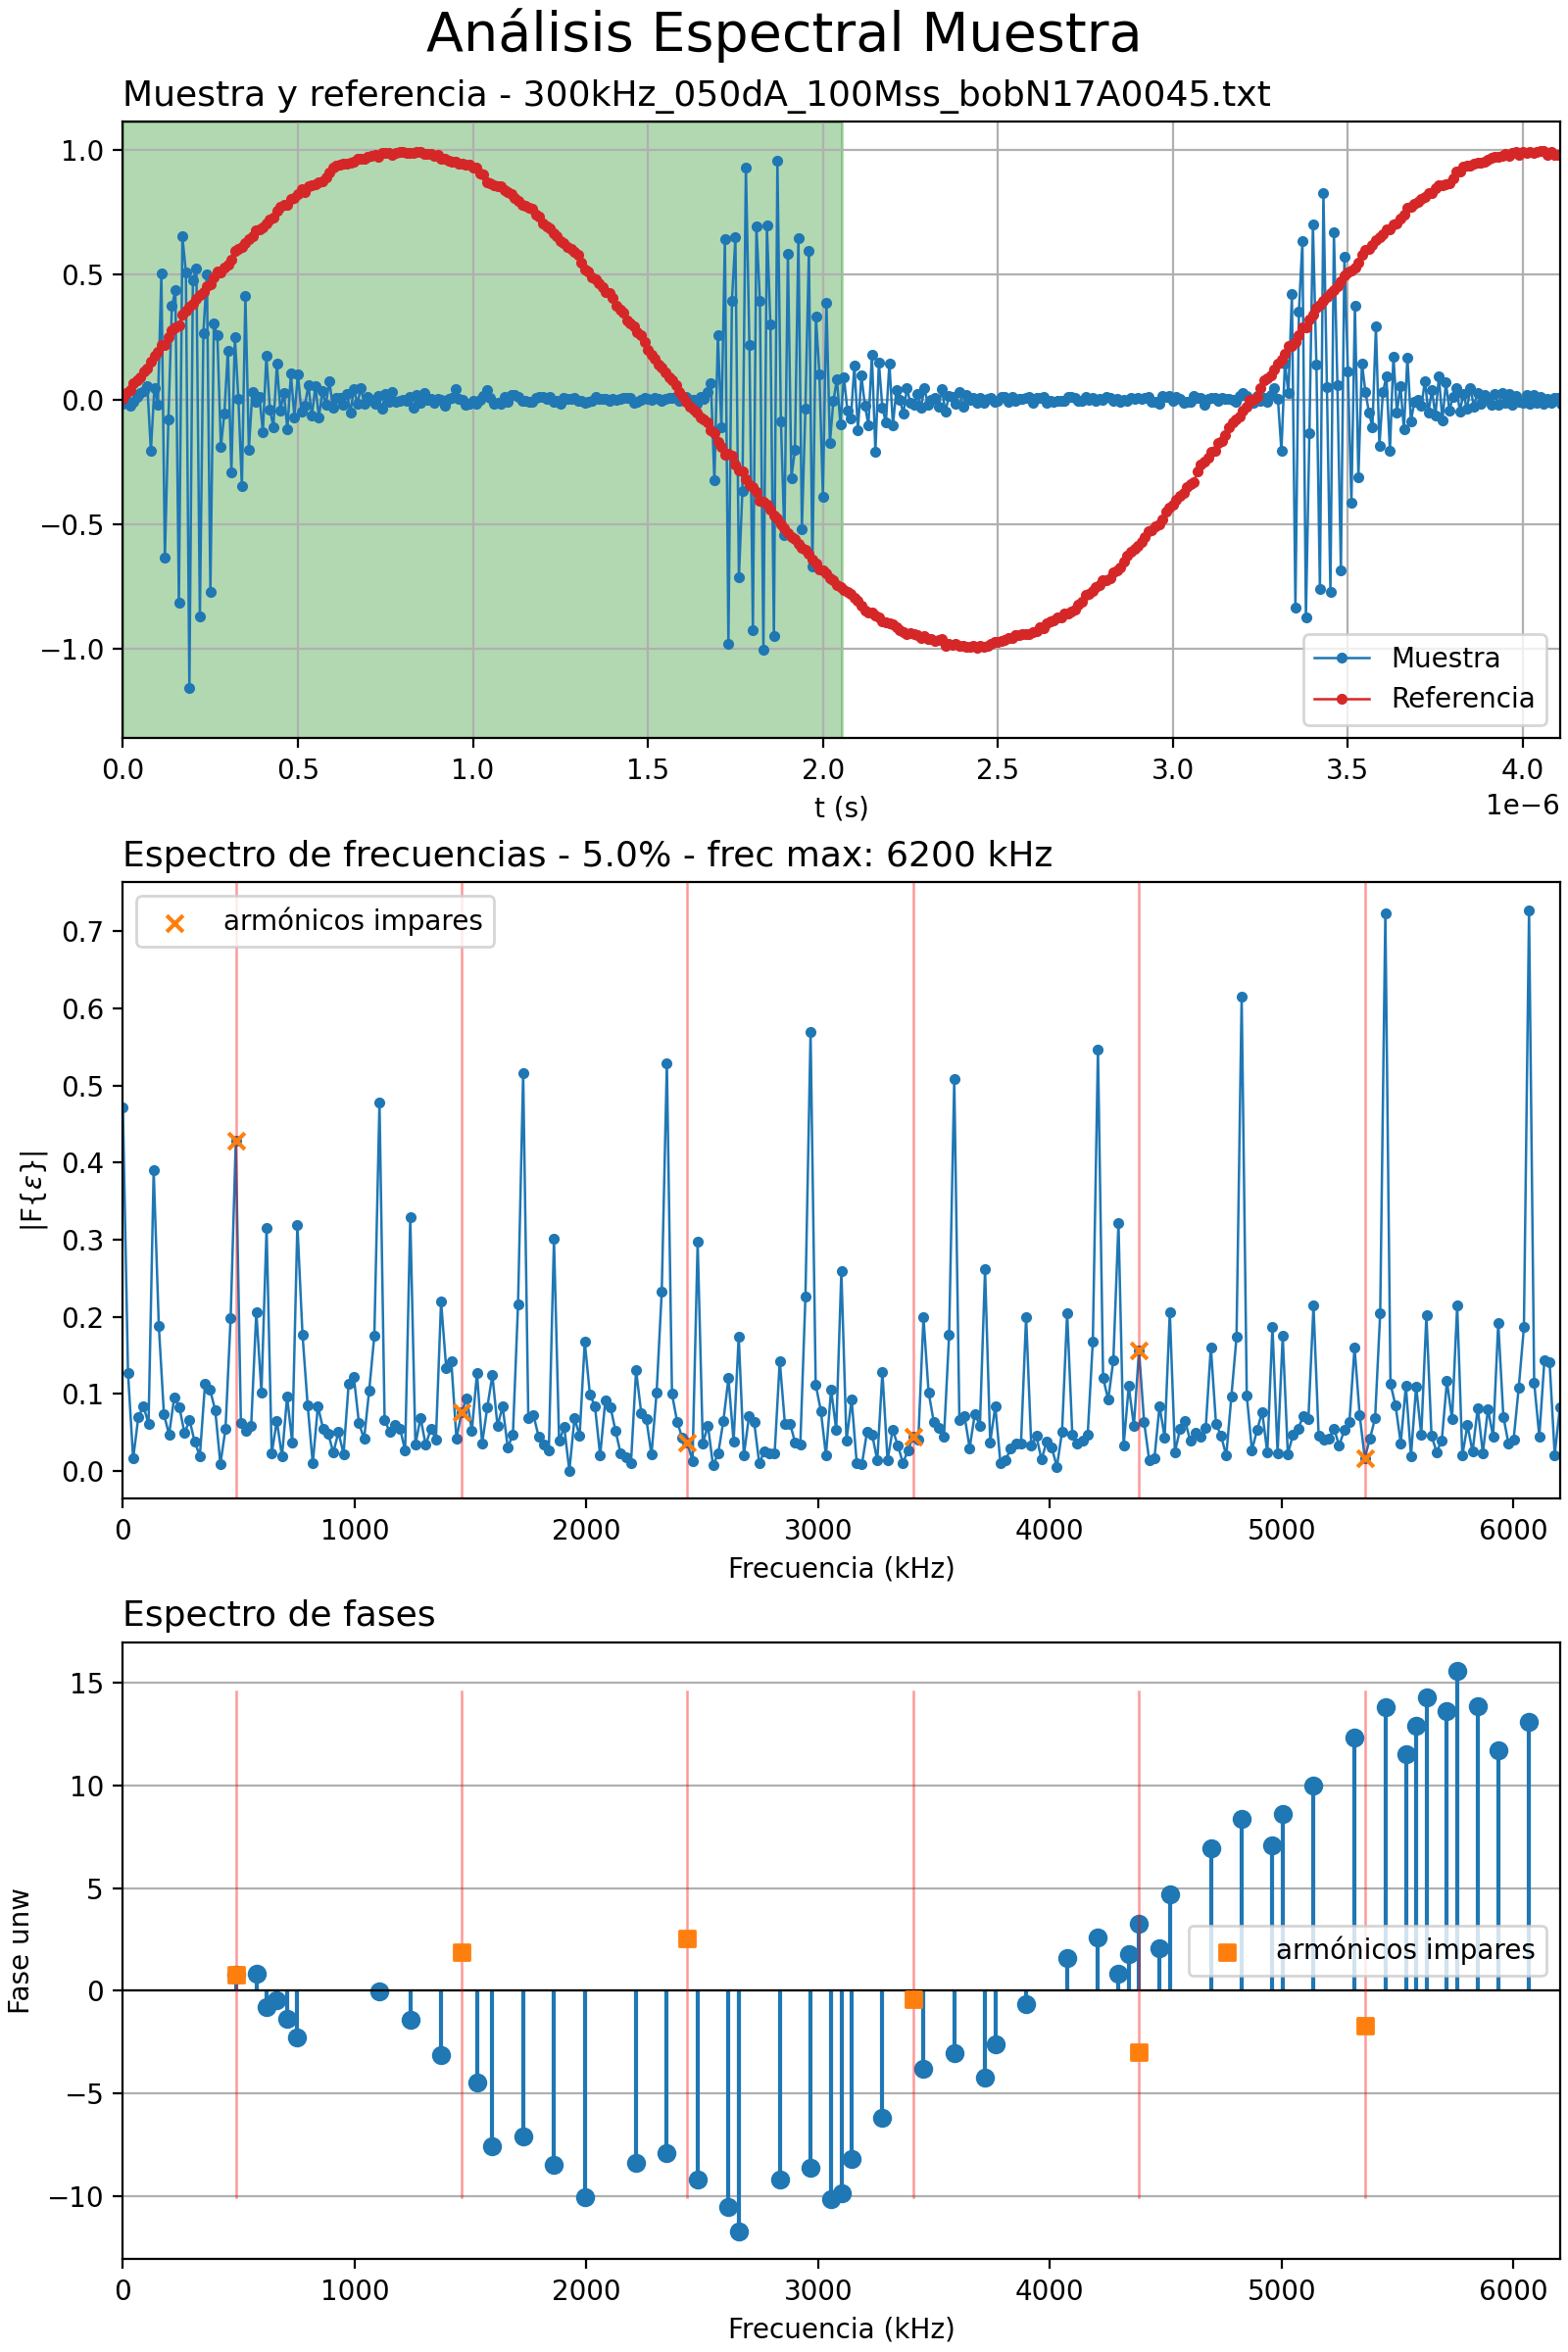 Análisis Espectral Muestra
Muestra y referencia - 300kHz_050dA_100Mss_bobN17A0045.txt
1.0
0.5
0.0
−0.5
−1.0
Muestra
Referencia
0.0 0.5 1.0 1.5 2.0 2.5 3.0 3.5 4.0
t (s)
1e−6
Espectro de frecuencias - 5.0% - frec max: 6200 kHz
armónicos impares
0.7
0.6
0.5
0.4
0.3
0.2
0.1
0.0
|F{ε}|
0 1000 2000 3000 4000 5000 6000
Frecuencia (kHz)
Espectro de fases
15
10
5
0
−5
−10
Fase unw
armónicos impares
0 1000 2000 3000 4000 5000 6000
Frecuencia (kHz)